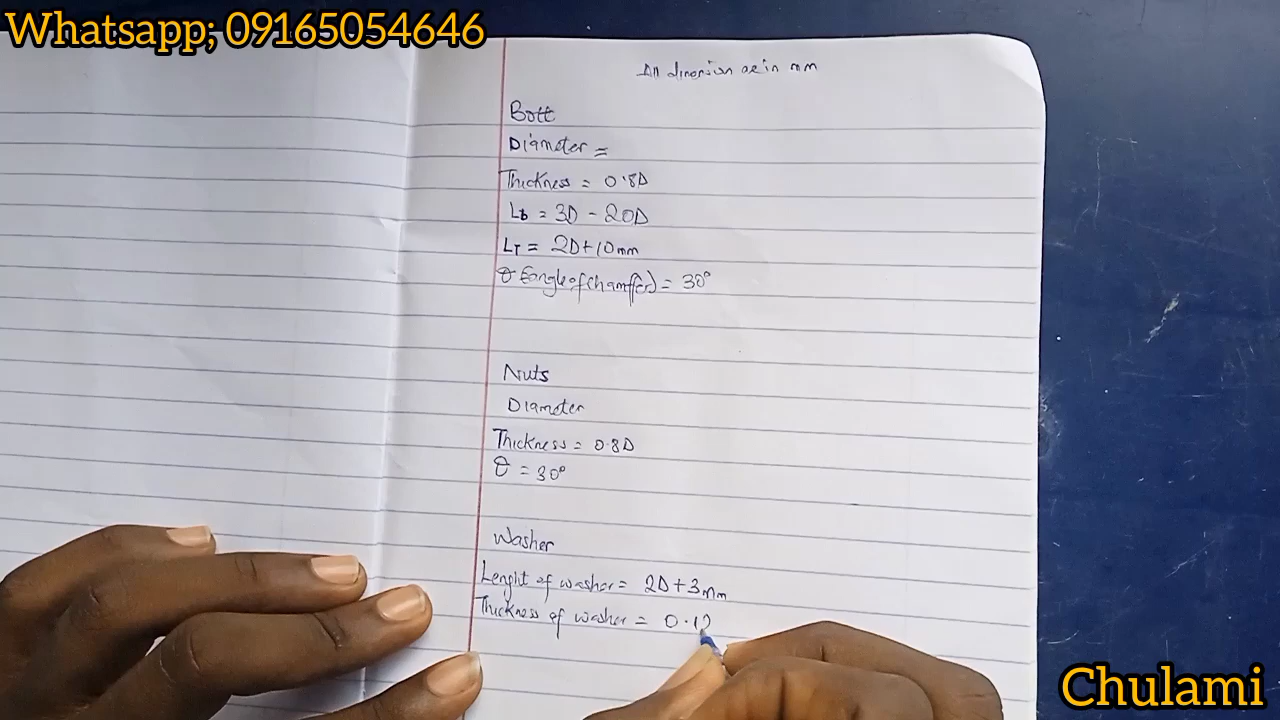 Whatsapp; 09165054646
All dimension are in mm
Bolt
Diameter =
Thickness = 0.8D
Lb = 3D - 20D
LT = 2D+10mm
θ (angle of chamfer) = 30°
Nuts
Diameter
Thickness = 0.8D
θ = 30°
Washer
Lenght of washer = 2D+3mm
Thickness of washer = 0.12
Chulami